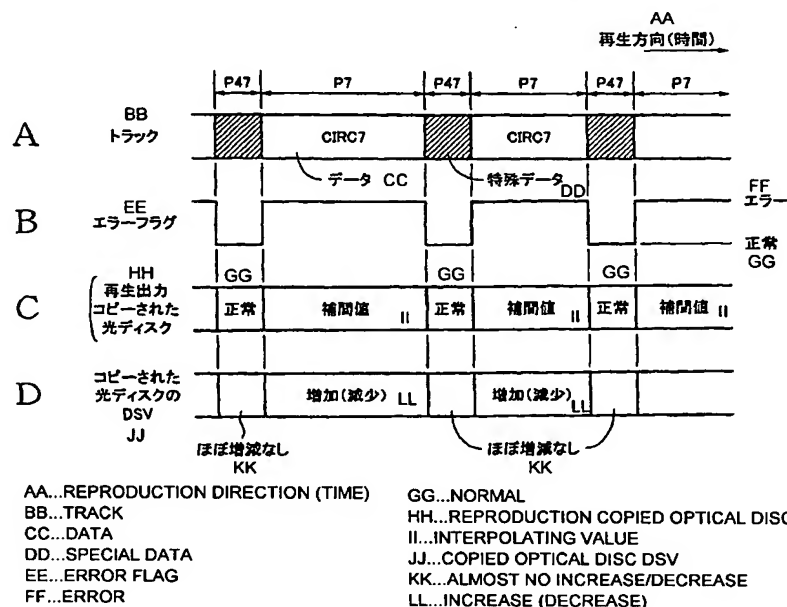 AA
再生方向(時間)
P47 P7 P47 P7 P47 P7
BB
A トラック CIRC7 CIRC7
データ CC 特殊データ DD
FF
エラー
EE
B エラーフラグ
正常
GG
HH GG GG GG
再生出力
C コピーされた 正常 補間値 II 正常 補間値 II 正常 補間値 II
光ディスク
コピーされた
D 光ディスクの 増加(減少) LL 増加(減少) LL
DSV
JJ
ほぼ増減なし ほぼ増減なし
KK KK
AA...REPRODUCTION DIRECTION (TIME)
BB...TRACK
CC...DATA
DD...SPECIAL DATA
EE...ERROR FLAG
FF...ERROR
GG...NORMAL
HH...REPRODUCTION COPIED OPTICAL DISC
II...INTERPOLATING VALUE
JJ...COPIED OPTICAL DISC DSV
KK...ALMOST NO INCREASE/DECREASE
LL...INCREASE (DECREASE)